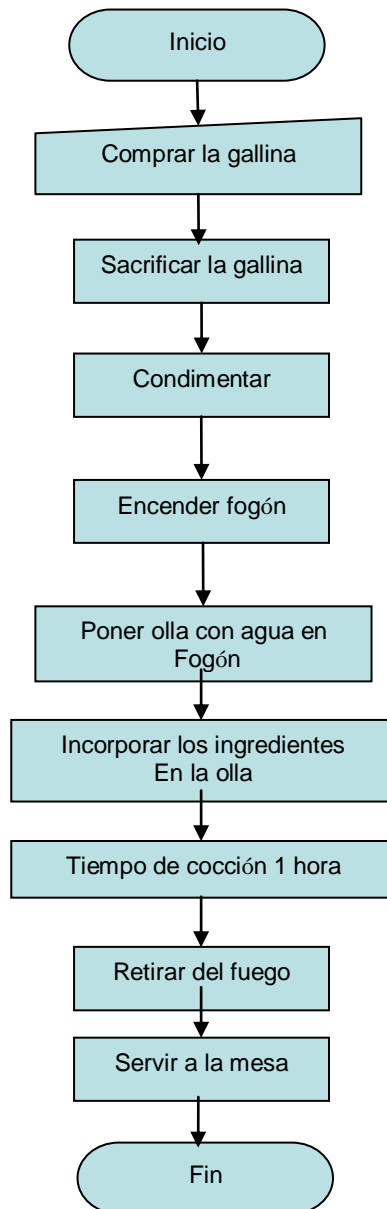 Inicio
Comprar la gallina
Sacrificar la gallina
Condimentar
Encender fogón
Poner olla con agua en
Fogón
Incorporar los ingredientes
En la olla
Tiempo de cocción 1 hora
Retirar del fuego
Servir a la mesa
Fin